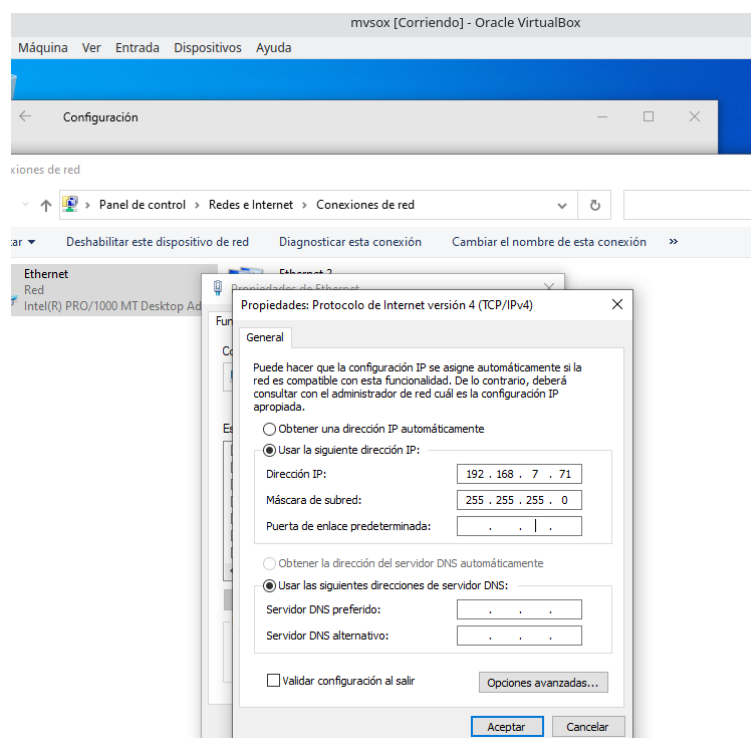 mvsox [Corriendo] - Oracle VirtualBox
Máquina Ver Entrada Dispositivos Ayuda
Configuración
xiones de red
Panel de control > Redes e Internet > Conexiones de red
ar Deshabilitar este dispositivo de red Diagnosticar esta conexión Cambiar el nombre de esta conexión »
Ethernet
Red
Intel(R) PRO/1000 MT Desktop Ad
Ethernet 2
Propiedades de Ethernet
Fun
Propiedades: Protocolo de Internet versión 4 (TCP/IPv4)
General
Puede hacer que la configuración IP se asigne automáticamente si la
red es compatible con esta funcionalidad. De lo contrario, deberá
consultar con el administrador de red cuál es la configuración IP
apropiada.
Obtener una dirección IP automáticamente
Usar la siguiente dirección IP:
Dirección IP: 192 . 168 . 7 . 71
Máscara de subred: 255 . 255 . 255 . 0
Puerta de enlace predeterminada: . . .
Obtener la dirección del servidor DNS automáticamente
Usar las siguientes direcciones de servidor DNS:
Servidor DNS preferido: . . .
Servidor DNS alternativo: . . .
Validar configuración al salir
Opciones avanzadas...
Aceptar Cancelar